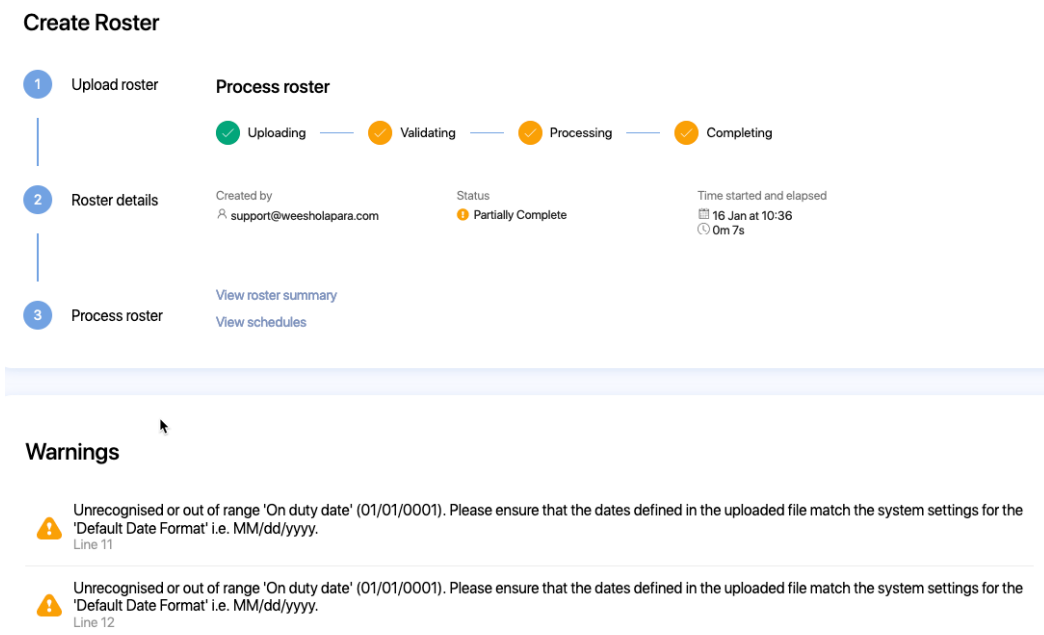 Create Roster
1 Upload roster
Process roster
Uploading Validating Processing Completing
2 Roster details
Created by Status Time started and elapsed
support@weesholapara.com Partially Complete 16 Jan at 10:36
0m 7s
View roster summary
3 Process roster
View schedules
Warnings
Unrecognised or out of range 'On duty date' (01/01/0001). Please ensure that the dates defined in the uploaded file match the system settings for the
'Default Date Format' i.e. MM/dd/yyyy.
Line 11
Unrecognised or out of range 'On duty date' (01/01/0001). Please ensure that the dates defined in the uploaded file match the system settings for the
'Default Date Format' i.e. MM/dd/yyyy.
Line 12